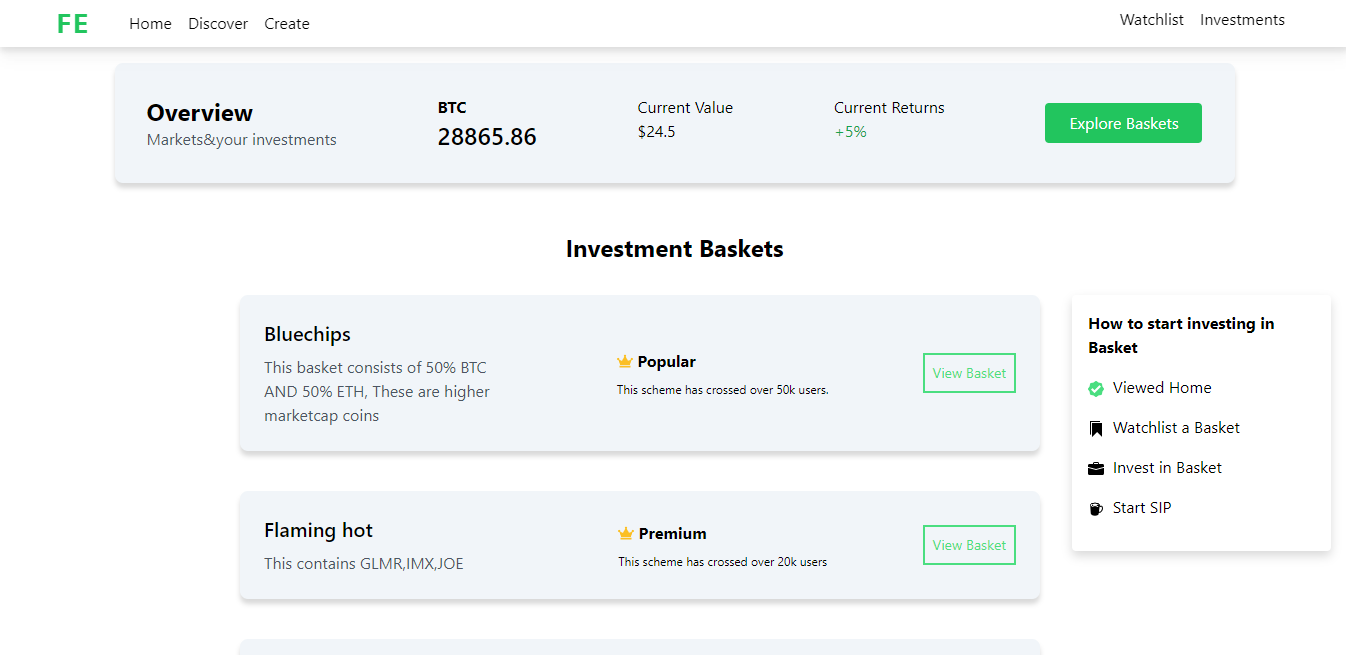 FE
Home Discover Create
Watchlist Investments
Overview
Markets&your investments
BTC
28865.86
Current Value
$24.5
Current Returns
+5%
Explore Baskets
Investment Baskets
Bluechips
This basket consists of 50% BTC
AND 50% ETH, These are higher
marketcap coins
Popular
This scheme has crossed over 50k users.
View Basket
Flaming hot
This contains GLMR,IMX,JOE
Premium
This scheme has crossed over 20k users
View Basket
How to start investing in
Basket
Viewed Home
Watchlist a Basket
Invest in Basket
Start SIP